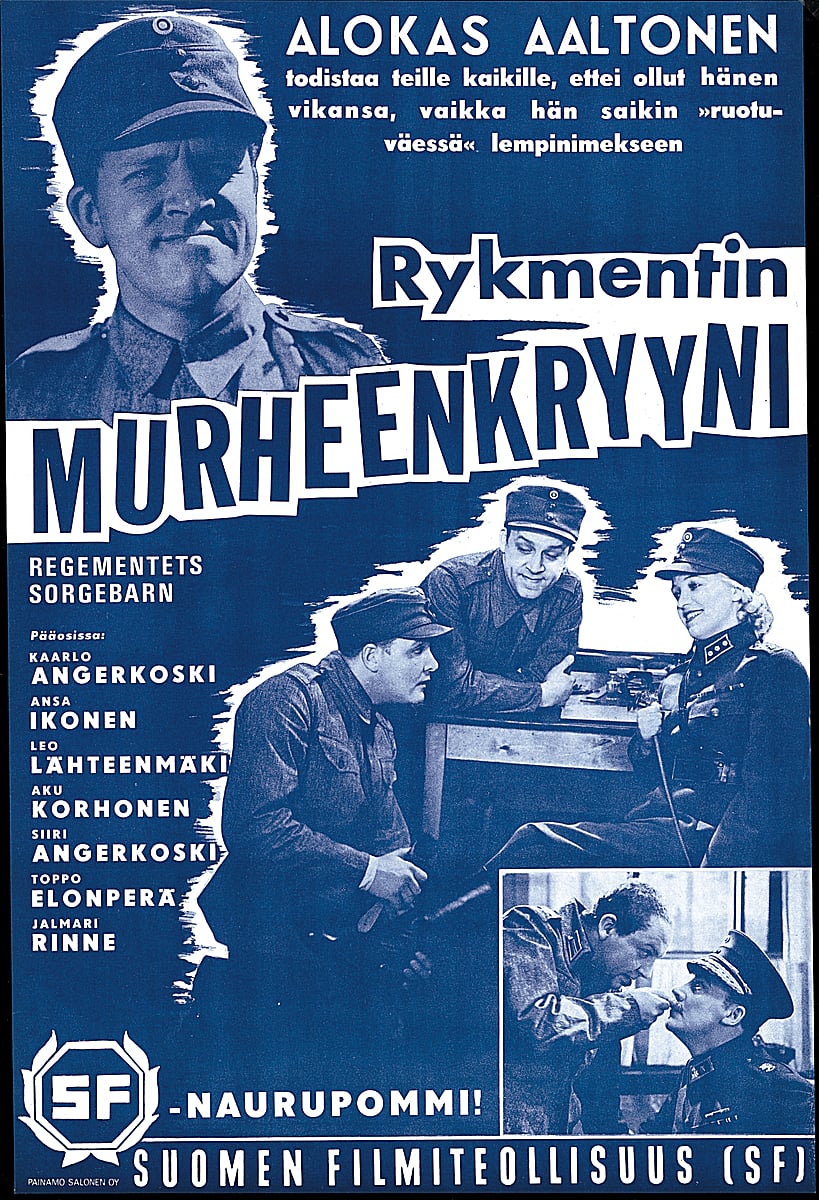 ALOKAS AALTONEN
todistaa teille kaikille, ettei ollut hänen
vikansa, vaikka hän saikin »ruotu-
väessä« lempinimekseen
Rykmentin
MURHEENKRYYNI
REGEMENTETS
SORGEBARN
Pääosissa:
KAARLO
ANGERKOSKI
ANSA
IKONEN
LEO
LÄHTEENMÄKI
AKU
KORHONEN
SIIRI
ANGERKOSKI
TOPPO
ELONPERÄ
JALMARI
RINNE
SF
-NAURUPOMMI!
PAINAMO SALONEN OY
SUOMEN FILMITEOLLISUUS (SF)